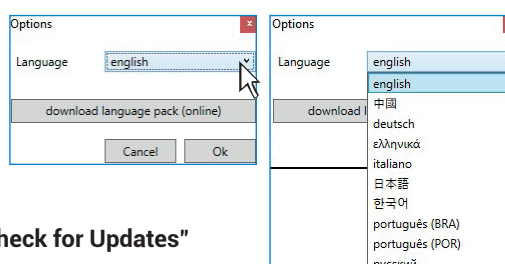 Options
x
Language
english
download language pack (online)
Cancel
Ok
Options
Language
english
download l
english
中國
deutsch
ελληνικά
italiano
日本語
한국어
português (BRA)
português (POR)
русский
heck for Updates"